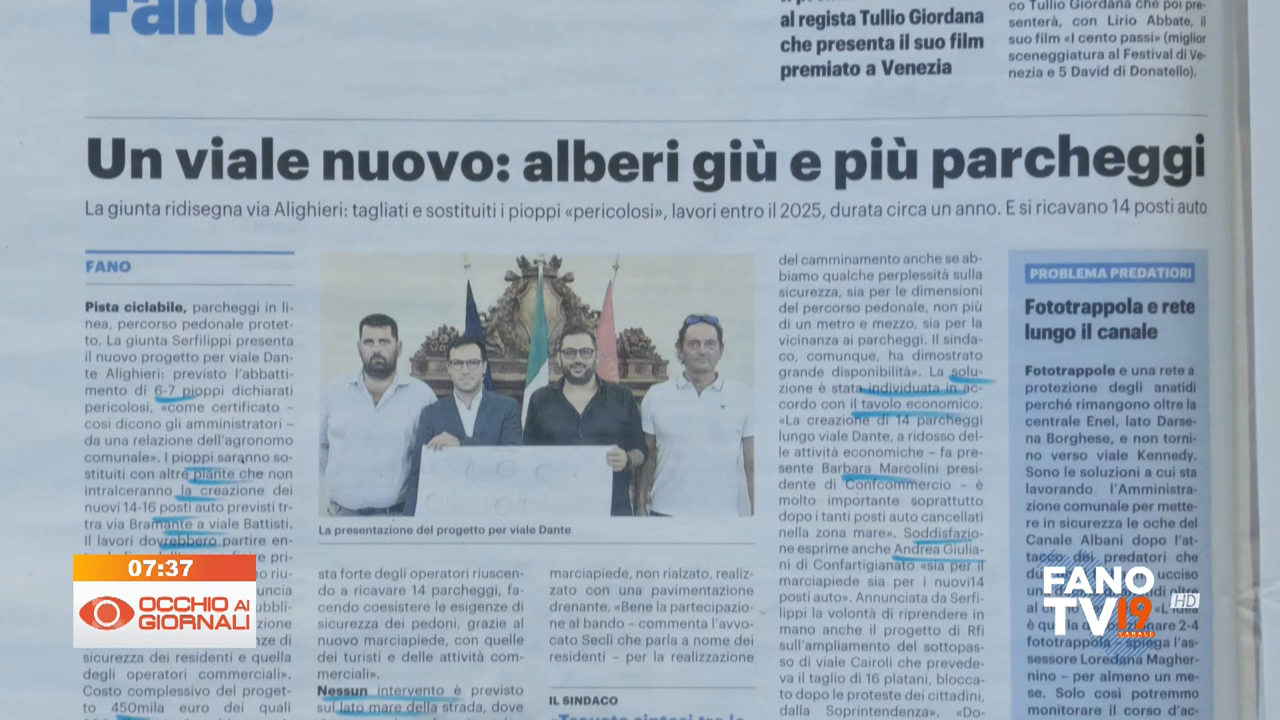 Fano
al regista Tullio Giordana
che presenta il suo film
premiato a Venezia
co Tullio Giordana che poi pre-
senterà, con Lirio Abbate, il
suo film «I cento passi» (miglior
sceneggiatura al Festival di Ve-
nezia e 5 David di Donatello).
Un viale nuovo: alberi giù e più parcheggi
La giunta ridisegna via Alighieri: tagliati e sostituiti i pioppi «pericolosi», lavori entro il 2025, durata circa un anno. E si ricavano 14 posti auto
FANO
Pista ciclabile, parcheggi in li-
nea, percorso pedonale protet-
to. La giunta Serfilippi presenta
il nuovo progetto per viale Dan-
te Alighieri: previsto l'abbatti-
mento di 6-7 pioppi dichiarati
pericolosi, «come certificato –
così dicono gli amministratori –
da una relazione dell'agronomo
comunale». I pioppi saranno so-
stituiti con altre piante che non
intralceranno la creazione dei
nuovi 14-16 posti auto previsti tr-
tra via Bramante a viale Battisti.
Il lavori dovrebbero partire en-
pri-
07:37
OCCHIO AI
GIORNALI
sicurezza dei residenti e quella
degli operatori commerciali».
Costo complessivo del proget-
to 450mila euro dei quali
La presentazione del progetto per viale Dante
sta forte degli operatori riuscen-
do a ricavare 14 parcheggi, fa-
cendo coesistere le esigenze di
sicurezza dei pedoni, grazie al
nuovo marciapiede, con quelle
dei turisti e delle attività com-
merciali».
Nessun intervento è previsto
sul lato mare della strada, dove
marciapiede, non rialzato, realiz-
zato con una pavimentazione
drenante. «Bene la partecipazio-
ne al bando – commenta l'avvo-
cato Seclì che parla a nome dei
residenti – per la realizzazione
IL SINDACO
del camminamento anche se ab-
biamo qualche perplessità sulla
sicurezza, sia per le dimensioni
del percorso pedonale, non più
di un metro e mezzo, sia per la
vicinanza ai parcheggi. Il sinda-
co, comunque, ha dimostrato
grande disponibilità». La solu-
zione è stata individuata in ac-
cordo con il tavolo economico.
«La creazione di 14 parcheggi
lungo viale Dante, a ridosso del-
le attività economiche – fa pre-
sente Barbara Marcolini presi-
dente di Confcommercio – è
molto importante soprattutto
dopo i tanti posti auto cancellati
nella zona mare». Soddisfazio-
ne esprime anche Andrea Giulia-
ni di Confartigianato «sia per il
marciapiede sia per i nuovi14
posti auto». Annunciata da Serfi-
lippi la volontà di riprendere in
mano anche il progetto di Rfi
sull'ampliamento del sottopas-
so di viale Cairoli che prevede-
va il taglio di 16 platani, blocca-
to dopo le proteste dei cittadini,
dalla Soprintendenza». «Do-
PROBLEMA PREDATIORI
Fototrappola e rete
lungo il canale
Fototrappole e una rete a
protezione degli anatidi
perché rimangono oltre la
centrale Enel, lato Darse-
na Borghese, e non torni-
no verso viale Kennedy.
Sono le soluzioni a cui sta
lavorando l'Amministra-
zione comunale per mette-
re in sicurezza le oche del
Canale Albani dopo l'at-
tacco dei predatori che
ucciso
FANO
TV 19
CANALE
HD
fototrappola – spiega l'as-
sessore Loredana Magher-
nino – per almeno un me-
se. Solo così potremmo
monitorare il corso d'ac-